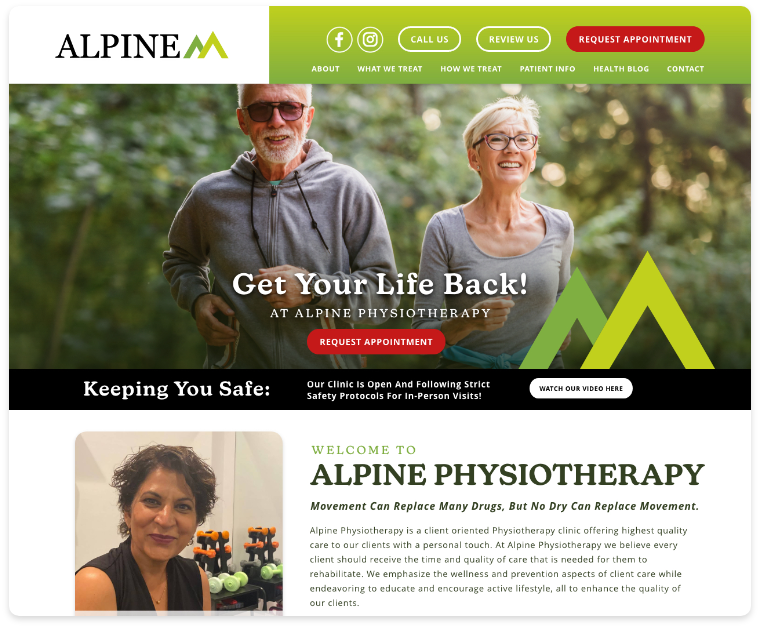 ALPINE
CALL US
REVIEW US
REQUEST APPOINTMENT
ABOUT WHAT WE TREAT HOW WE TREAT PATIENT INFO HEALTH BLOG CONTACT
Get Your Life Back!
AT ALPINE PHYSIOTHERAPY
REQUEST APPOINTMENT
Keeping You Safe:
Our Clinic Is Open And Following Strict
Safety Protocols For In-Person Visits!
WATCH OUR VIDEO HERE
WELCOME TO
ALPINE PHYSIOTHERAPY
Movement Can Replace Many Drugs, But No Dry Can Replace Movement.
Alpine Physiotherapy is a client oriented Physiotherapy clinic offering highest quality
care to our clients with a personal touch. At Alpine Physiotherapy we believe every
client should receive the time and quality of care that is needed for them to
rehabilitate. We emphasize the wellness and prevention aspects of client care while
endeavoring to educate and encourage active lifestyle, all to enhance the quality of
our clients.